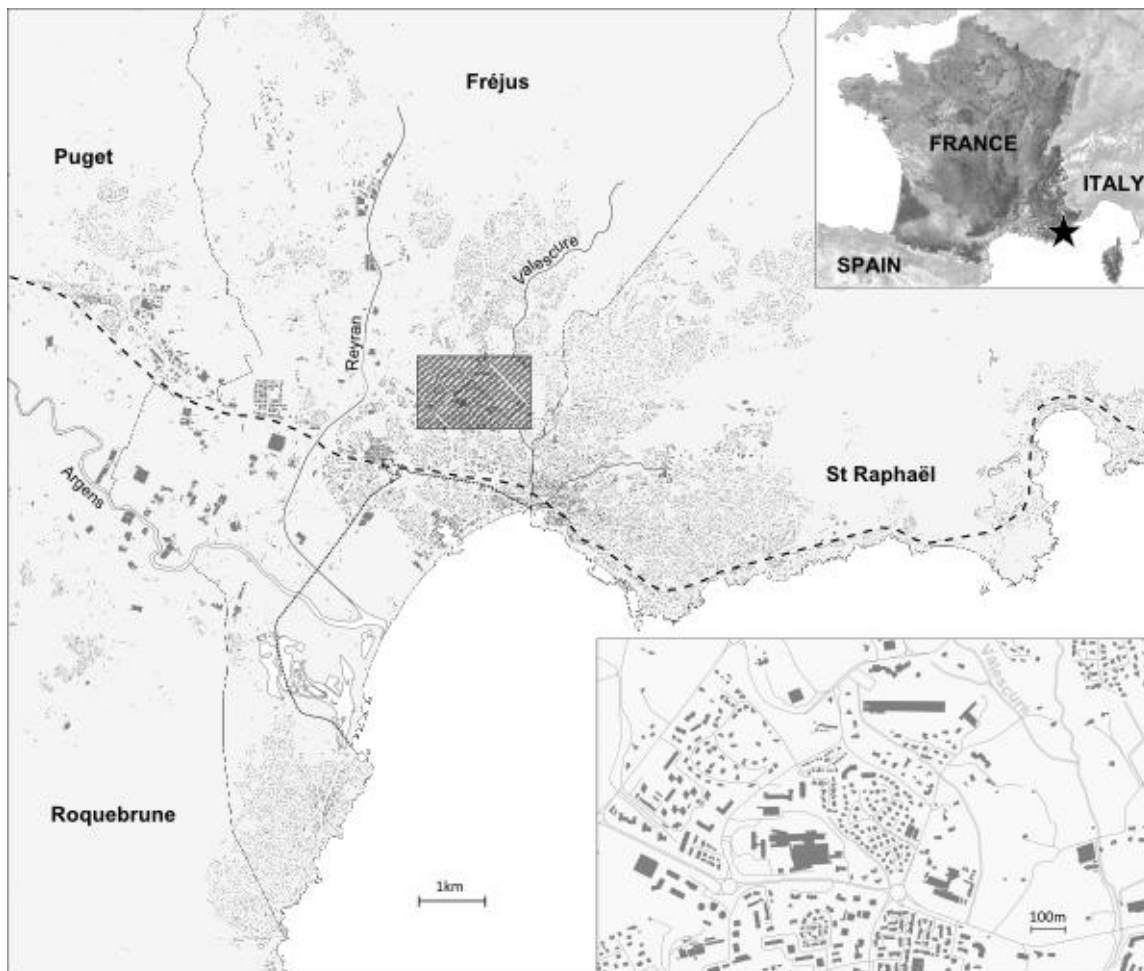 Fréjus
Puget
FRANCE
ITALY
SPAIN
Valescure
Reyran
Argens
St Raphaël
Valescure
Roquebrune
1km
100m